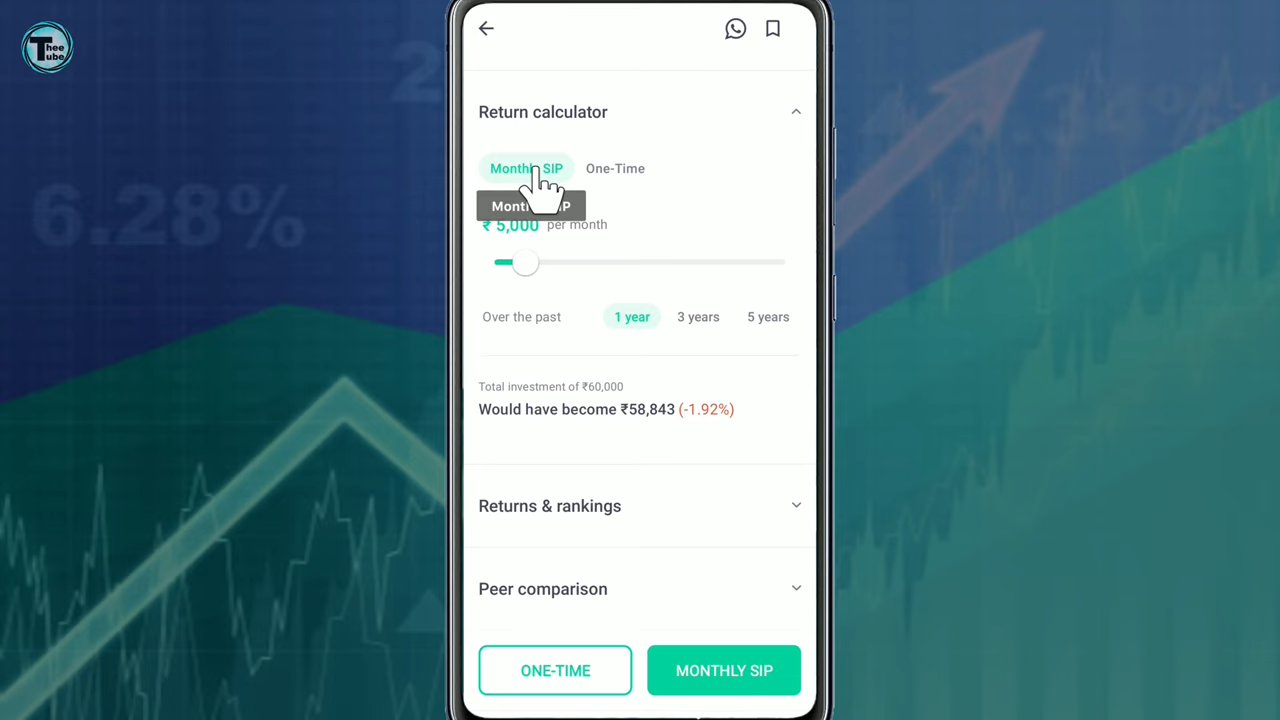 Thee
Tube
6.28%
Return calculator
Monthly SIP
One-Time
₹ 5,000 per month
Over the past
1 year
3 years
5 years
Total investment of ₹60,000
Would have become ₹58,843 (-1.92%)
Returns & rankings
Peer comparison
ONE-TIME
MONTHLY SIP